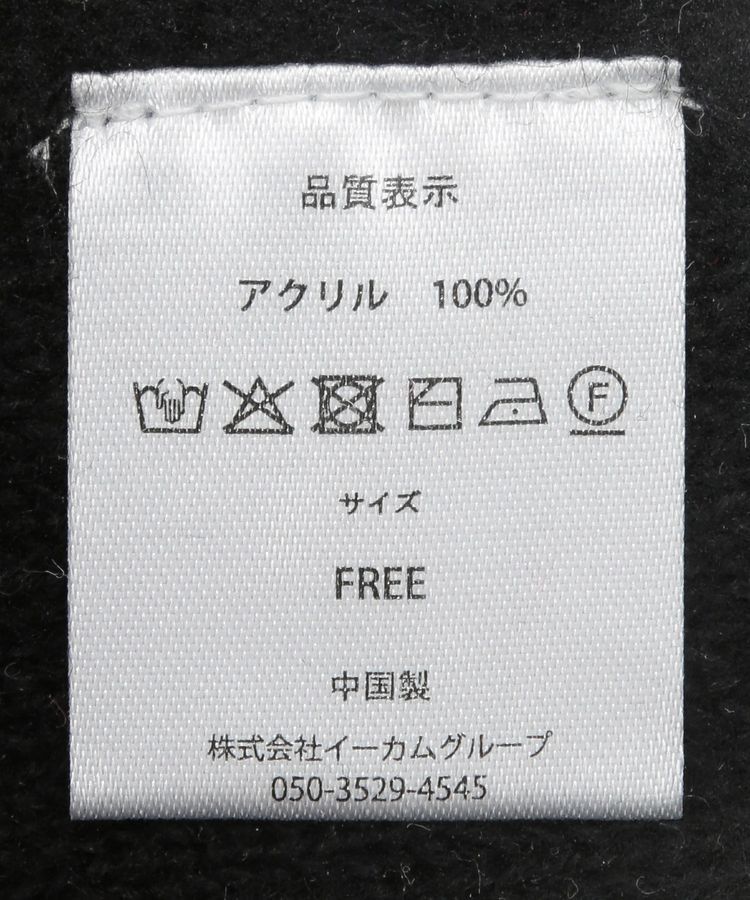 品質表示
アクリル 100%
F
サイズ
FREE
中国製
株式会社イーカムグループ
050-3529-4545